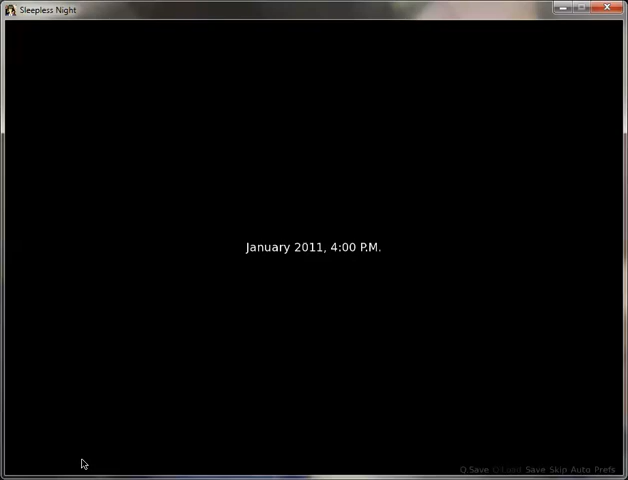 Sleepless Night
January 2011, 4:00 P.M.
Q.Save Q.Load Save Skip Auto Prefs